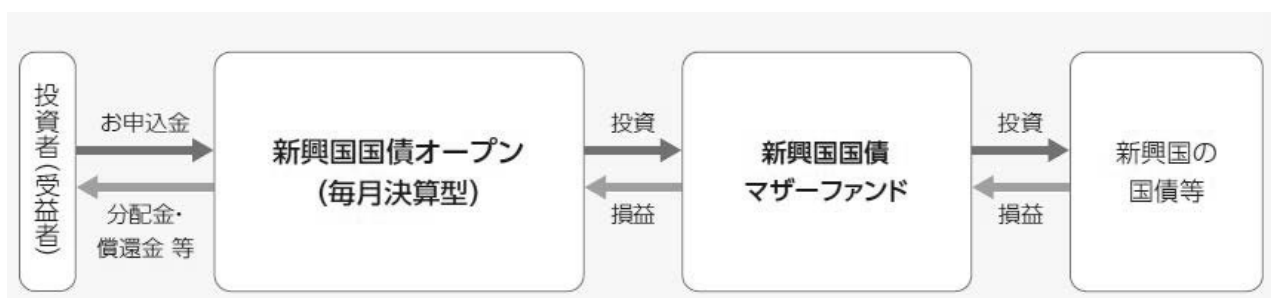 投資者(受益者)
お申込金
分配金・
償還金 等
新興国国債オープン
(毎月決算型)
投資
損益
新興国国債
マザーファンド
投資
損益
新興国の
国債等